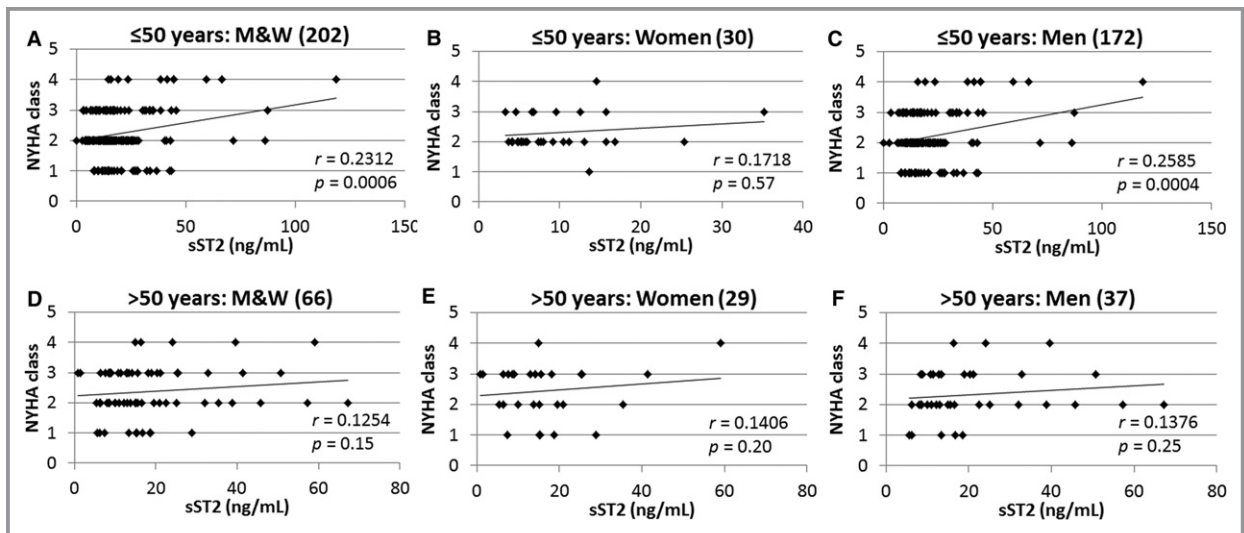 A
≤50 years: M&W (202)
5
4
3
2
1
0
NYHA class
r = 0.2312
p = 0.0006
0 50 100 150
sST2 (ng/mL)
B
≤50 years: Women (30)
5
4
3
2
1
0
NYHA class
r = 0.1718
p = 0.57
0 10 20 30 40
sST2 (ng/mL)
C
≤50 years: Men (172)
5
4
3
2
1
0
NYHA class
r = 0.2585
p = 0.0004
0 50 100 150
sST2 (ng/mL)
D
>50 years: M&W (66)
5
4
3
2
1
0
NYHA class
r = 0.1254
p = 0.15
0 20 40 60 80
sST2 (ng/mL)
E
>50 years: Women (29)
5
4
3
2
1
0
NYHA class
r = 0.1406
p = 0.20
0 20 40 60 80
sST2 (ng/mL)
F
>50 years: Men (37)
5
4
3
2
1
0
NYHA class
r = 0.1376
p = 0.25
0 20 40 60 80
sST2 (ng/mL)